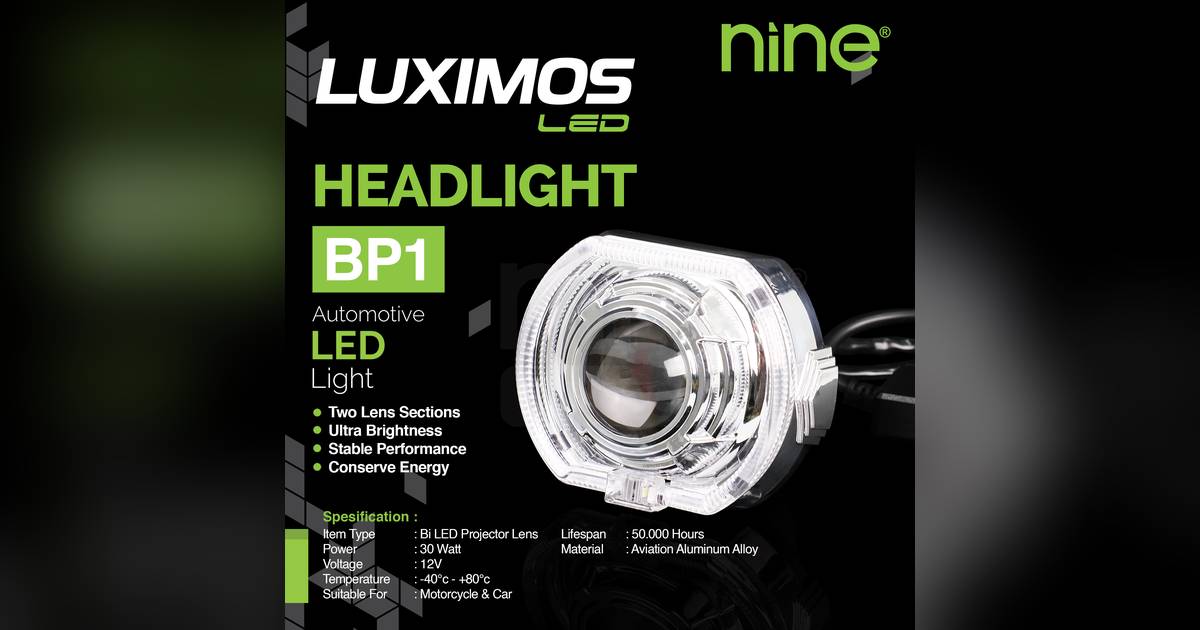 nine®
LUXIMOS
LED
HEADLIGHT
BP1
Automotive
LED
Light
Two Lens Sections
Ultra Brightness
Stable Performance
Conserve Energy
Spesification :
Item Type : Bi LED Projector Lens
Power : 30 Watt
Voltage : 12V
Temperature : -40°c - +80°c
Suitable For : Motorcycle & Car
Lifespan : 50.000 Hours
Material : Aviation Aluminum Alloy